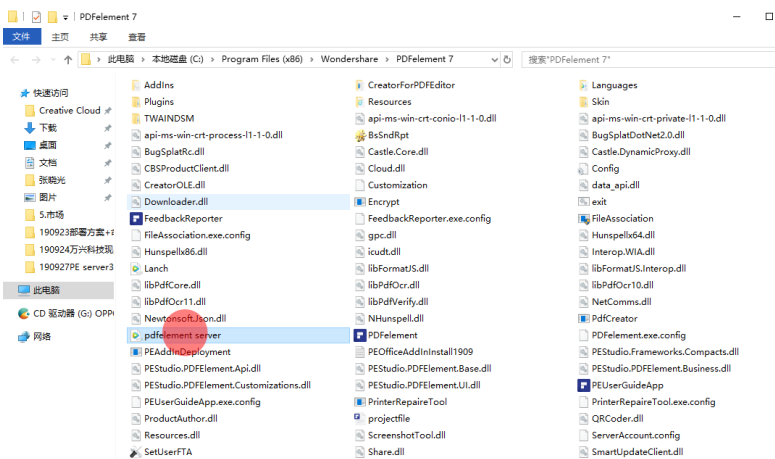 PDFelement 7
文件 主页 共享 查看
此电脑 > 本地磁盘 (C:) > Program Files (x86) > Wondershare > PDFelement 7 搜索"PDFelement 7"
快速访问
Creative Cloud
下载
桌面
文档
张晓光
图片
5.市场
190923部署方案+
190924万兴科技现
190927PE server3
此电脑
CD 驱动器 (G:) OPP
网络
AddIns CreatorForPDFEditor Languages
Plugins Resources Skin
TWAINDSM api-ms-win-crt-conio-l1-1-0.dll api-ms-win-crt-private-l1-1-0.dll
api-ms-win-crt-process-l1-1-0.dll BsSndRpt BugSplatDotNet2.0.dll
BugSplatRc.dll Castle.Core.dll Castle.DynamicProxy.dll
CBSProductClient.dll Cloud.dll Config
CreatorOLE.dll Customization data_api.dll
Downloader.dll Encrypt exit
FeedbackReporter FeedbackReporter.exe.config FileAssociation
FileAssociation.exe.config gpc.dll Hunspellx64.dll
Hunspellx86.dll icudt.dll Interop.WIA.dll
Lanch libFormatJS.dll libFormatJS.Interop.dll
libPdfCore.dll libPdfOcr.dll libPdfOcr10.dll
libPdfOcr11.dll libPdfVerify.dll NetComms.dll
Newtonsoft.Json.dll NHunspell.dll PdfCreator
pdfelement server PDFelement PDFelement.exe.config
PEAddInDeployment PEOfficeAddInInstall1909 PEStudio.Frameworks.Compacts.dll
PEStudio.PDFElement.Api.dll PEStudio.PDFElement.Base.dll PEStudio.PDFElement.Business.dll
PEStudio.PDFElement.Customizations.dll PEStudio.PDFElement.UI.dll PEUserGuideApp
PEUserGuideApp.exe.config PrinterRepaireTool PrinterRepaireTool.exe.config
ProductAuthor.dll projectfile QRCoder.dll
Resources.dll ScreenshotTool.dll ServerAccount.config
SetUserFTA Share.dll SmartUpdateClient.dll